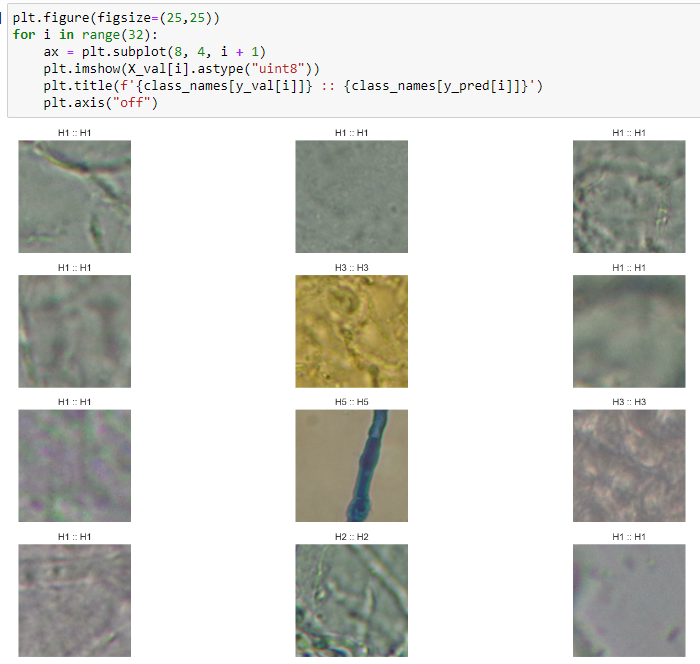 plt.figure(figsize=(25,25))
for i in range(32):
    ax = plt.subplot(8, 4, i + 1)
    plt.imshow(X_val[i].astype("uint8"))
    plt.title(f'{class_names[y_val[i]]} :: {class_names[y_pred[i]]}')
    plt.axis("off")
H1 :: H1 H1 :: H1 H1 :: H1
H1 :: H1 H3 :: H3 H1 :: H1
H1 :: H1 H5 :: H5 H3 :: H3
H1 :: H1 H2 :: H2 H1 :: H1